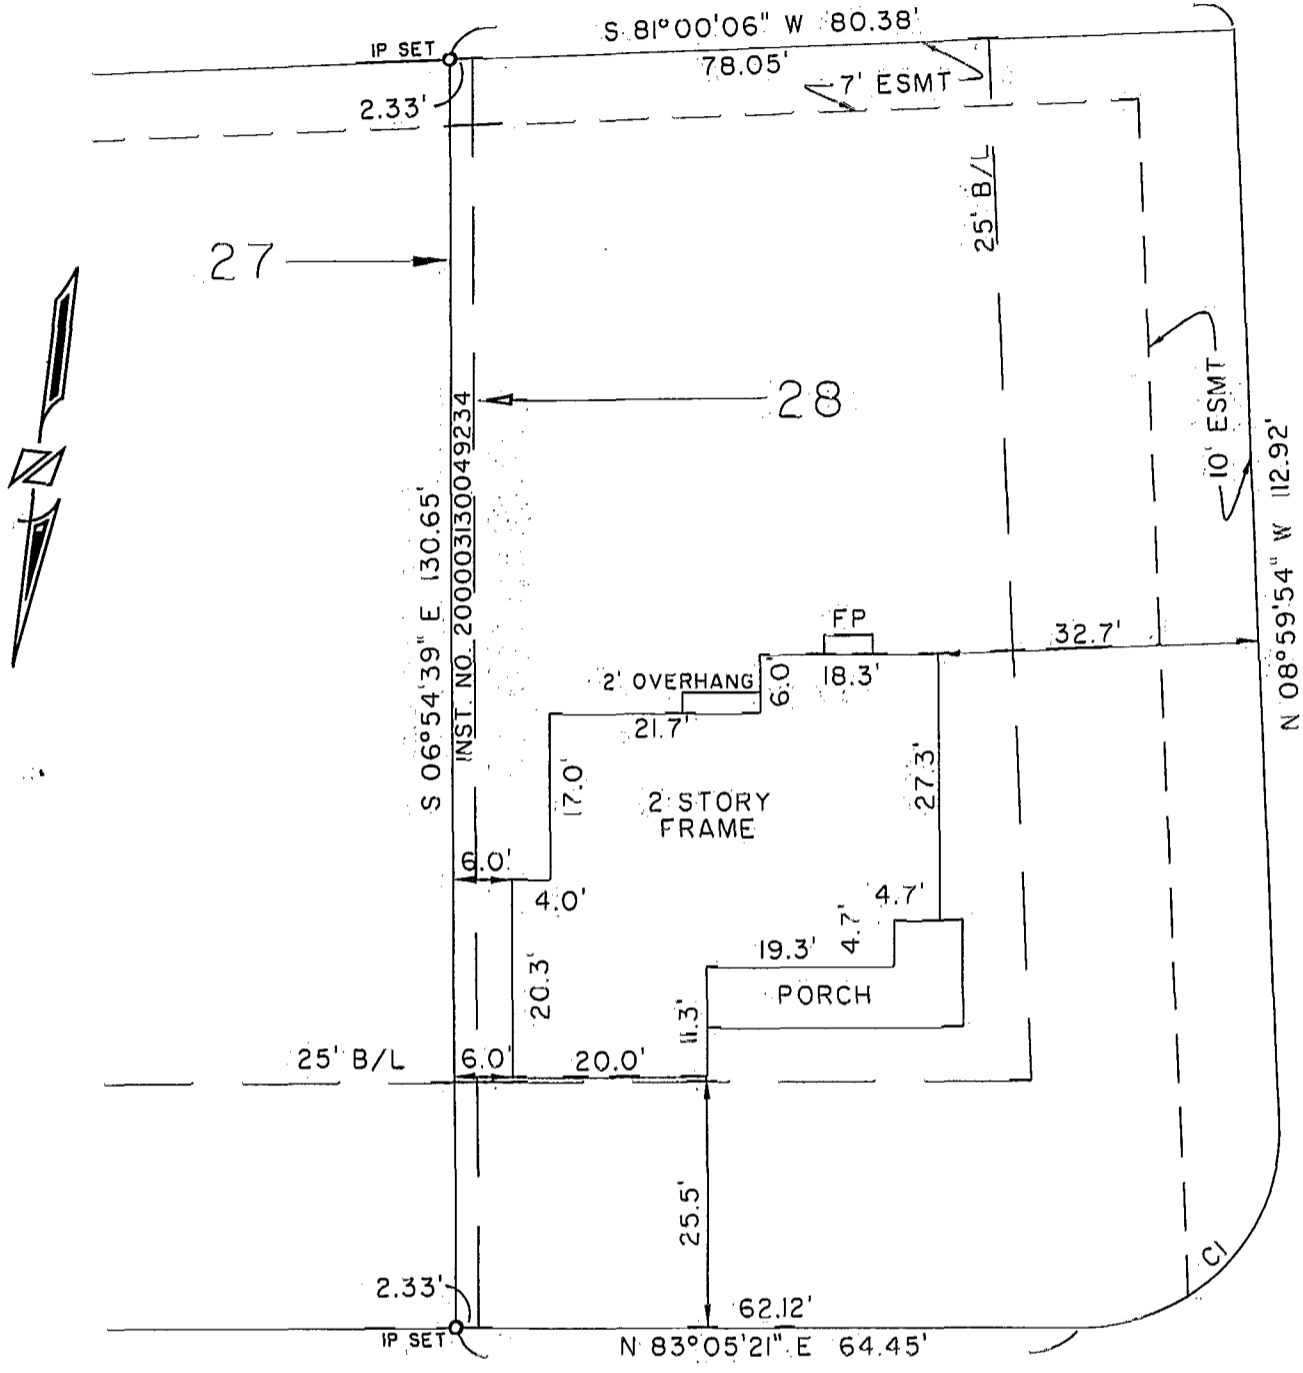 S 81°00'06" W 80.38'
IP SET
78.05'
7' ESMT
2.33'
25' B/L
27
28
10' ESMT
S 06°54'39" E 130.65'
INST. NO. 200003130049234
N 08°59'54" W 112.92'
FP
32.7'
2' OVERHANG
6.0'
18.3'
21.7'
17.0'
27.3'
2 STORY
FRAME
6.0'
4.0'
4.7'
4.7'
19.3'
20.3'
PORCH
11.3'
25' B/L
6.0'
20.0'
25.5'
C1
2.33'
62.12'
IP SET
N 83°05'21" E 64.45'